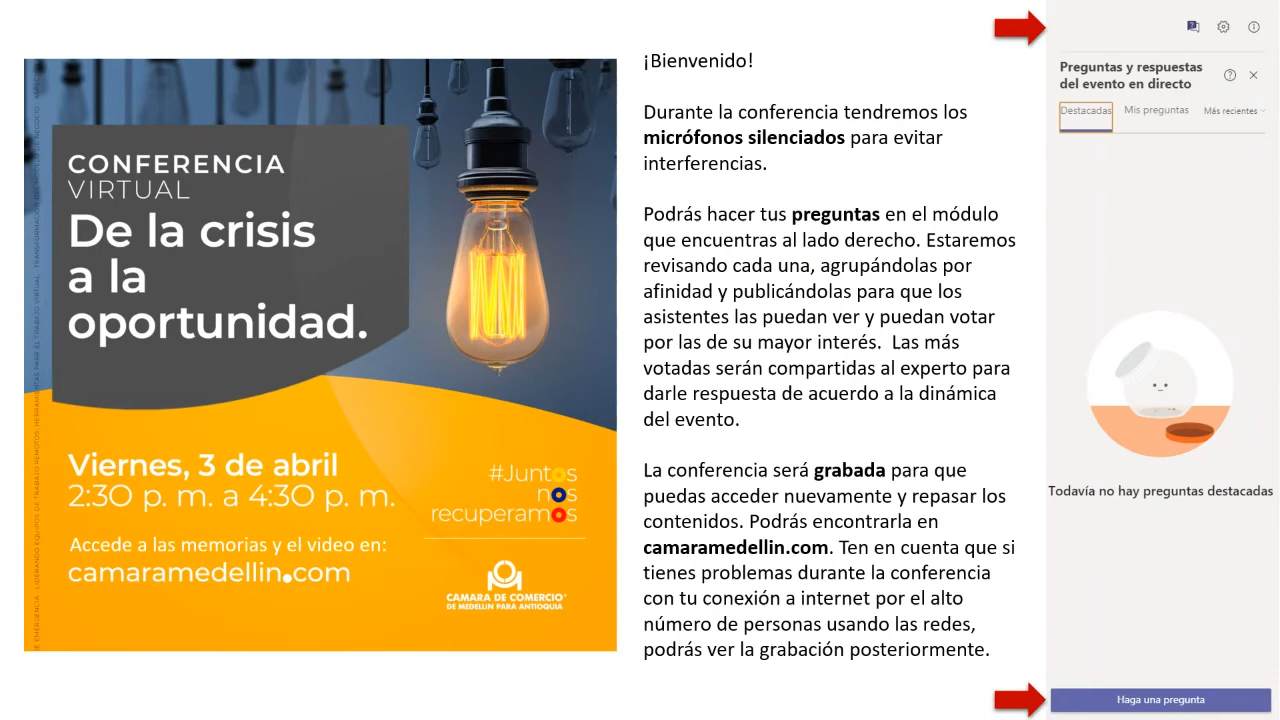 CONFERENCIA
VIRTUAL
De la crisis
a la
oportunidad.
Viernes, 3 de abril
2:30 p. m. a 4:30 p. m.
Accede a las memorias y el video en:
camaramedellin.com
#Juntos
nos
recuperamos
CAMARA DE COMERCIO
DE MEDELLIN PARA ANTIOQUIA
¡Bienvenido!
Durante la conferencia tendremos los
micrófonos silenciados para evitar
interferencias.
Podrás hacer tus preguntas en el módulo
que encuentras al lado derecho. Estaremos
revisando cada una, agrupándolas por
afinidad y publicándolas para que los
asistentes las puedan ver y puedan votar
por las de su mayor interés.  Las más
votadas serán compartidas al experto para
darle respuesta de acuerdo a la dinámica
del evento.
La conferencia será grabada para que
puedas acceder nuevamente y repasar los
contenidos. Podrás encontrarla en
camaramedellin.com. Ten en cuenta que si
tienes problemas durante la conferencia
con tu conexión a internet por el alto
número de personas usando las redes,
podrás ver la grabación posteriormente.
Preguntas y respuestas
del evento en directo
Destacadas Mis preguntas Más recientes
Todavía no hay preguntas destacadas
Haga una pregunta